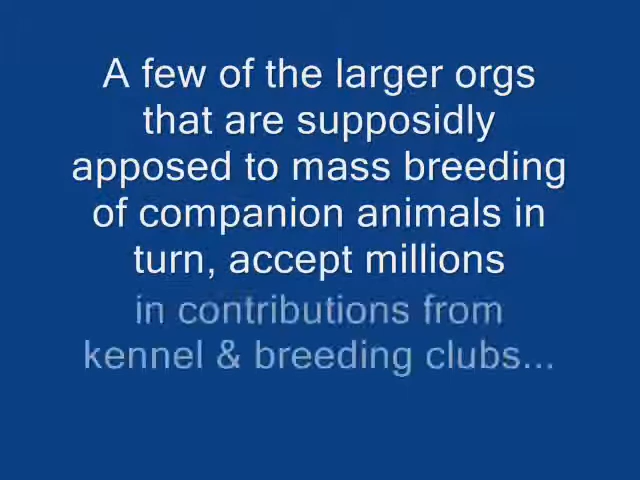 A few of the larger orgs
that are supposidly
apposed to mass breeding
of companion animals in
turn, accept millions
in contributions from
kennel & breeding clubs...